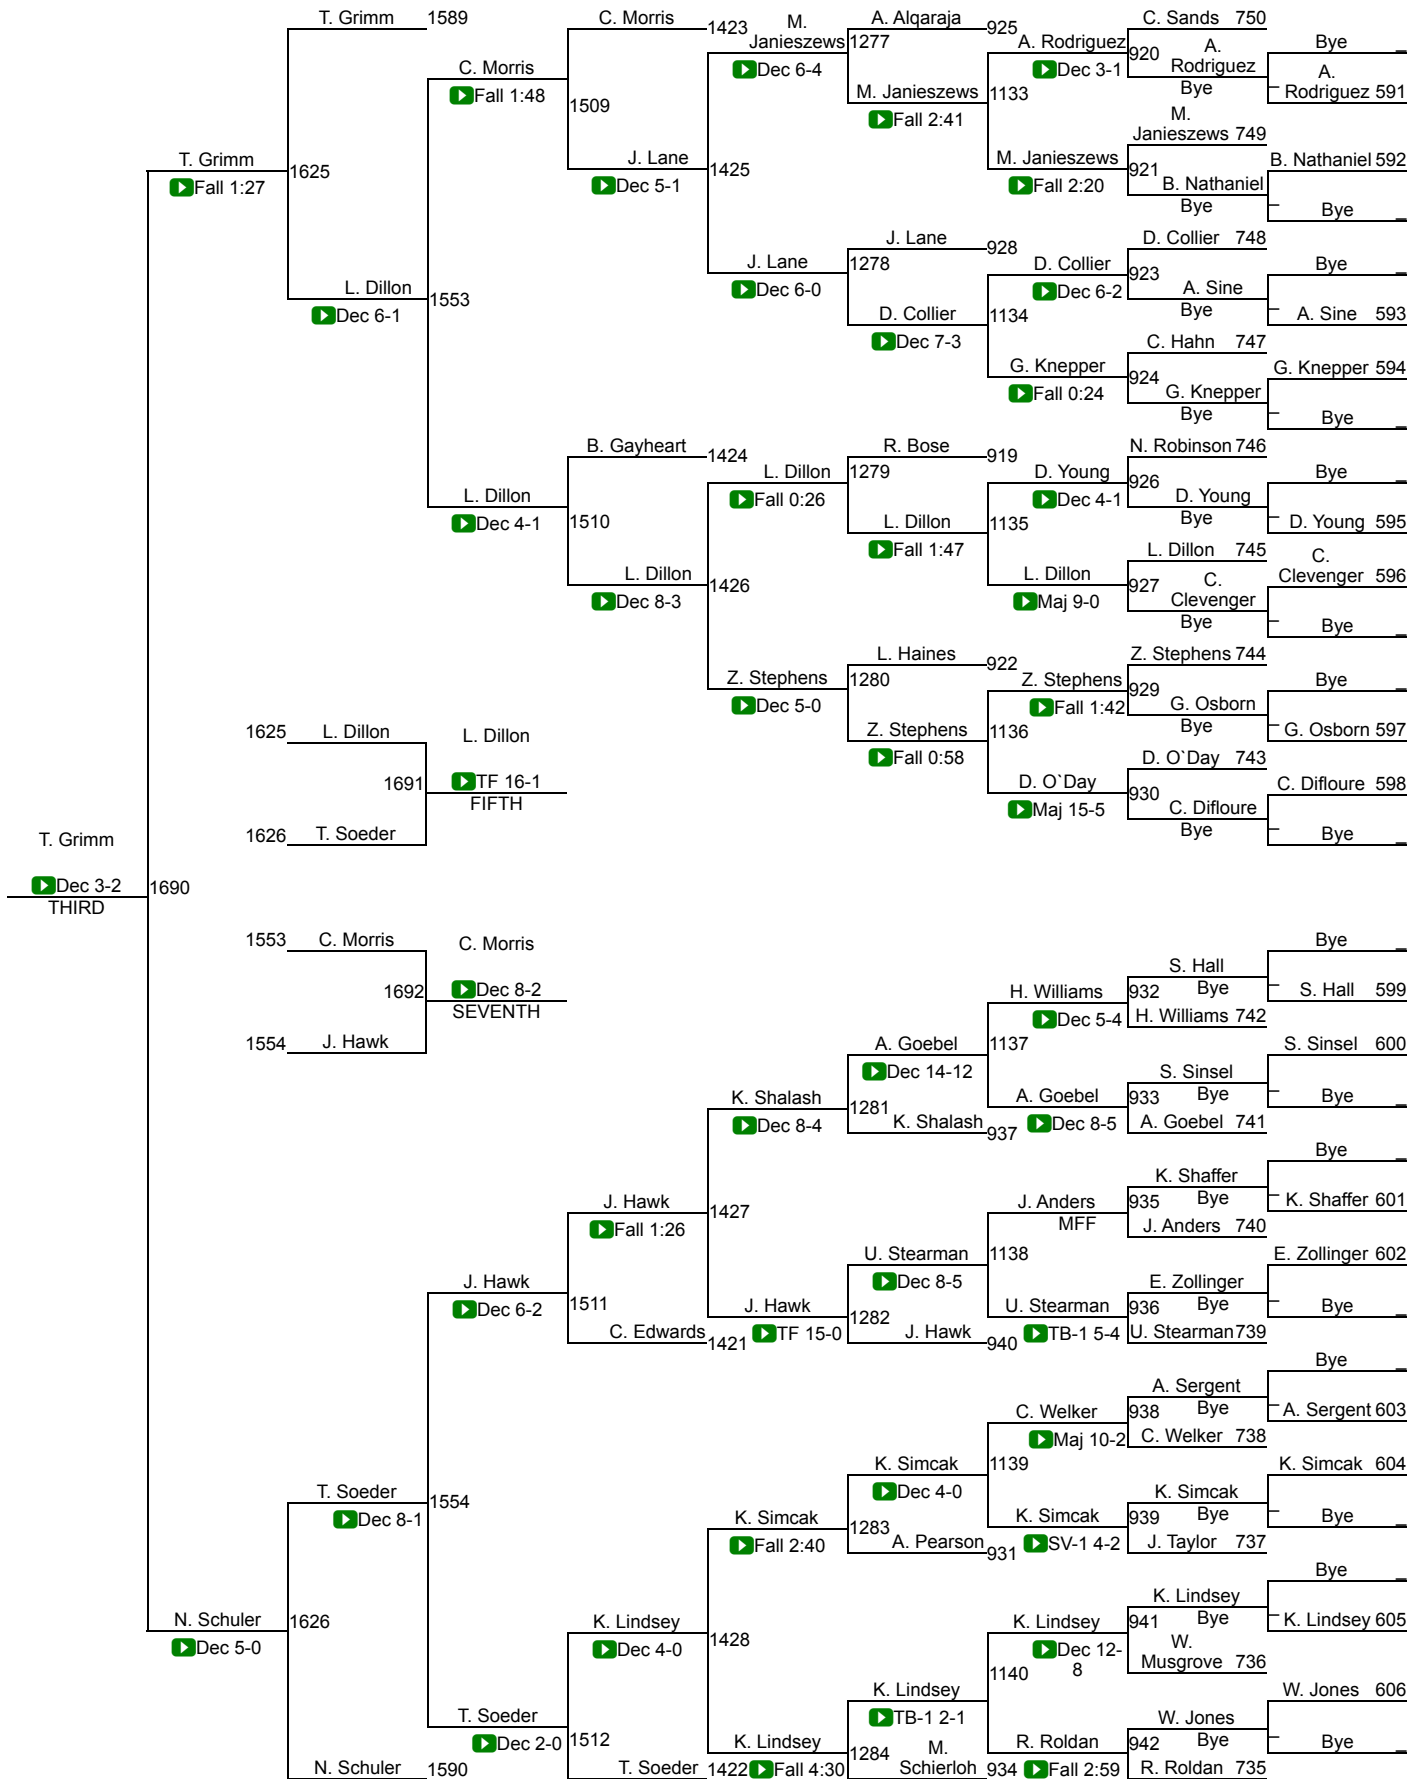 T. Grimm 1589 C. Morris 1423 M. A. Alqaraja 925 C. Sands 750
Janieszews 1277 A. Rodriguez 920 A. Bye _
C. Morris Dec 6-4 Dec 3-1 Rodriguez A.
Fall 1:48 1509 M. Janieszews 1133 Bye _ Rodriguez 591
Fall 2:41 M.
Janieszews 749
T. Grimm 1625 J. Lane 1425 M. Janieszews 921 B. Nathaniel 592
Fall 1:27 Dec 5-1 Fall 2:20 B. Nathaniel
Bye _ Bye _
J. Lane 928 D. Collier 748
J. Lane 1278 D. Collier 923 Bye _
L. Dillon 1553 Dec 6-0 Dec 6-2 A. Sine
Dec 6-1 D. Collier 1134 Bye _ A. Sine 593
Dec 7-3 C. Hahn 747
G. Knepper 924 G. Knepper 594
Fall 0:24 G. Knepper
Bye _ Bye _
B. Gayheart 1424 R. Bose 919 N. Robinson 746
L. Dillon 1279 D. Young 926 Bye _
L. Dillon Fall 0:26 Dec 4-1 D. Young
Dec 4-1 1510 L. Dillon 1135 Bye _ D. Young 595
Fall 1:47 L. Dillon 745 C.
L. Dillon 1426 L. Dillon 927 C. Clevenger 596
Dec 8-3 Maj 9-0 Clevenger
Bye _ Bye _
L. Haines 922 Z. Stephens 744
Z. Stephens 1280 Z. Stephens 929 Bye _
Dec 5-0 Fall 1:42 G. Osborn
1625 L. Dillon L. Dillon Z. Stephens 1136 Bye _ G. Osborn 597
Fall 0:58 D. O`Day 743
1691 TF 16-1 D. O`Day 930 C. Difloure 598
FIFTH Maj 15-5 C. Difloure
1626 T. Soeder Bye _ Bye _
T. Grimm
Dec 3-2 1690
THIRD
1553 C. Morris C. Morris Bye _
S. Hall
1692 Dec 8-2 H. Williams 932 Bye _ S. Hall 599
SEVENTH Dec 5-4 H. Williams 742
1554 J. Hawk A. Goebel 1137 S. Sinsel 600
Dec 14-12 S. Sinsel
K. Shalash 1281 A. Goebel 933 Bye Bye _
Dec 8-4 K. Shalash 937 Dec 8-5 A. Goebel 741
Bye _
K. Shaffer
J. Hawk 1427 J. Anders 935 Bye _ K. Shaffer 601
Fall 1:26 MFF J. Anders 740
U. Stearman 1138 E. Zollinger 602
J. Hawk Dec 8-5 E. Zollinger
Dec 6-2 1511 J. Hawk 1282 U. Stearman 936 Bye Bye _
C. Edwards 1421 TF 15-0 J. Hawk 940 TB-1 5-4 U. Stearman 739
Bye _
A. Sergent
C. Welker 938 Bye _ A. Sergent 603
Maj 10-2 C. Welker 738
K. Simcak 1139 K. Simcak 604
T. Soeder 1554 Dec 4-0 K. Simcak
Dec 8-1 K. Simcak 1283 K. Simcak 939 Bye Bye _
Fall 2:40 A. Pearson 931 SV-1 4-2 J. Taylor 737
Bye _
K. Lindsey
N. Schuler 1626 K. Lindsey 1428 K. Lindsey 941 Bye _ K. Lindsey 605
Dec 5-0 Dec 4-0 Dec 12- W.
8 Musgrove 736
K. Lindsey 1140 W. Jones 606
T. Soeder TB-1 2-1 W. Jones
Dec 2-0 1512 K. Lindsey 1284 M. R. Roldan 942 Bye Bye _
N. Schuler 1590 T. Soeder 1422 Fall 4:30 Schierloh 934 Fall 2:59 R. Roldan 735